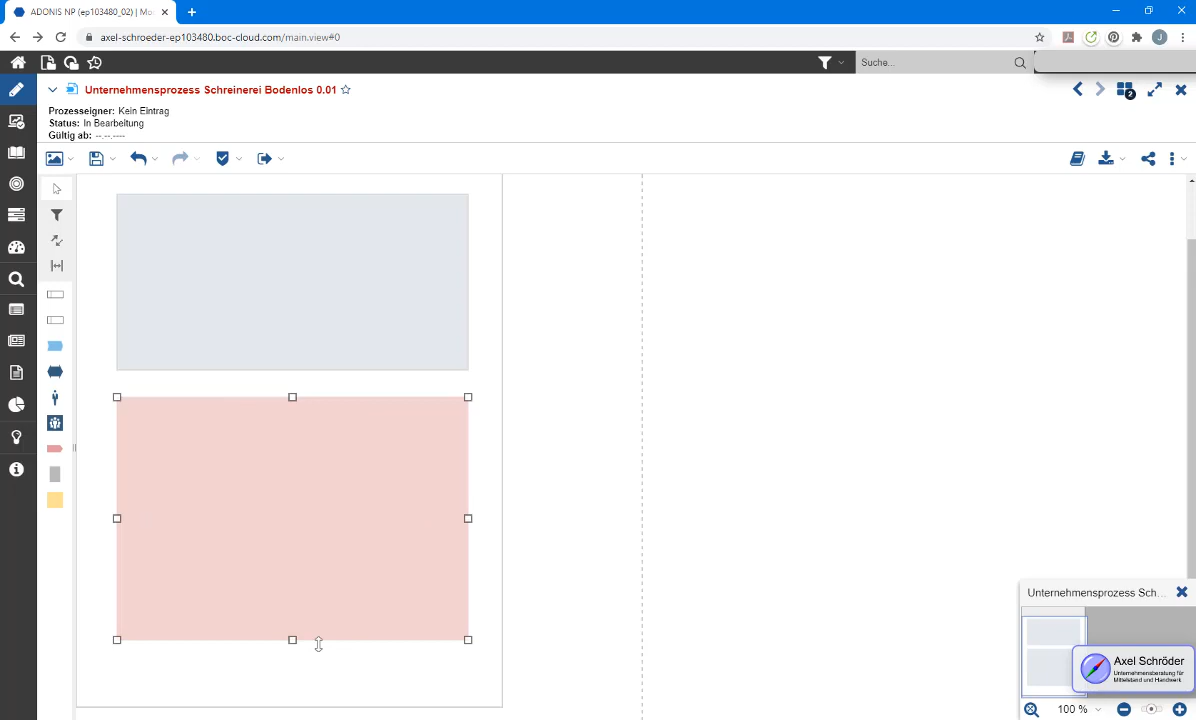 ADONIS NP (ep103480_02) | Mo
axel-schroeder-ep103480.boc-cloud.com/main.view#0
J
Suche...
Unternehmensprozess Schreinerei Bodenlos 0.01
2
Prozesseigner: Kein Eintrag
Status: In Bearbeitung
Gültig ab: --.--.----
Unternehmensprozess Sch...
Axel Schröder
Unternehmensberatung für
Mittelstand und Handwerk
100 %